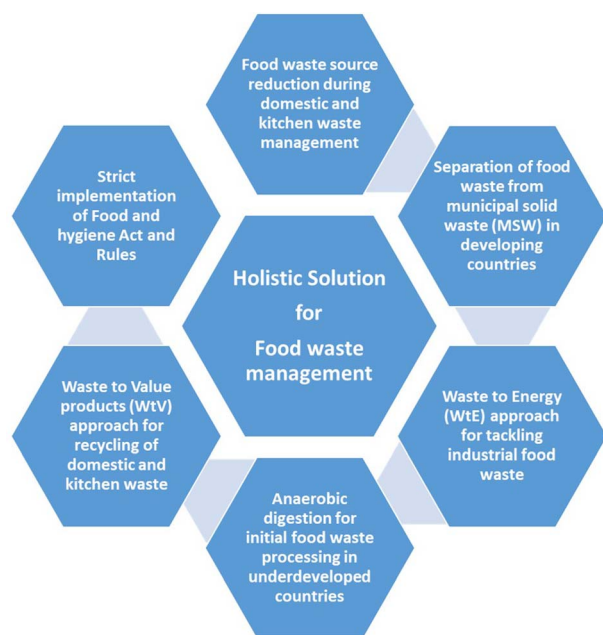 Food waste source
reduction during
domestic and
kitchen waste
management
Separation of food
waste from
municipal solid
waste (MSW) in
developing
countries
Waste to Energy
(WtE) approach
for tackling
industrial food
waste
Anaerobic
digestion for
initial food waste
processing in
underdeveloped
countries
Waste to Value
products (WtV)
approach for
recycling of
domestic and
kitchen waste
Strict
implementation
of Food and
hygiene Act and
Rules
Holistic Solution
for
Food waste
management